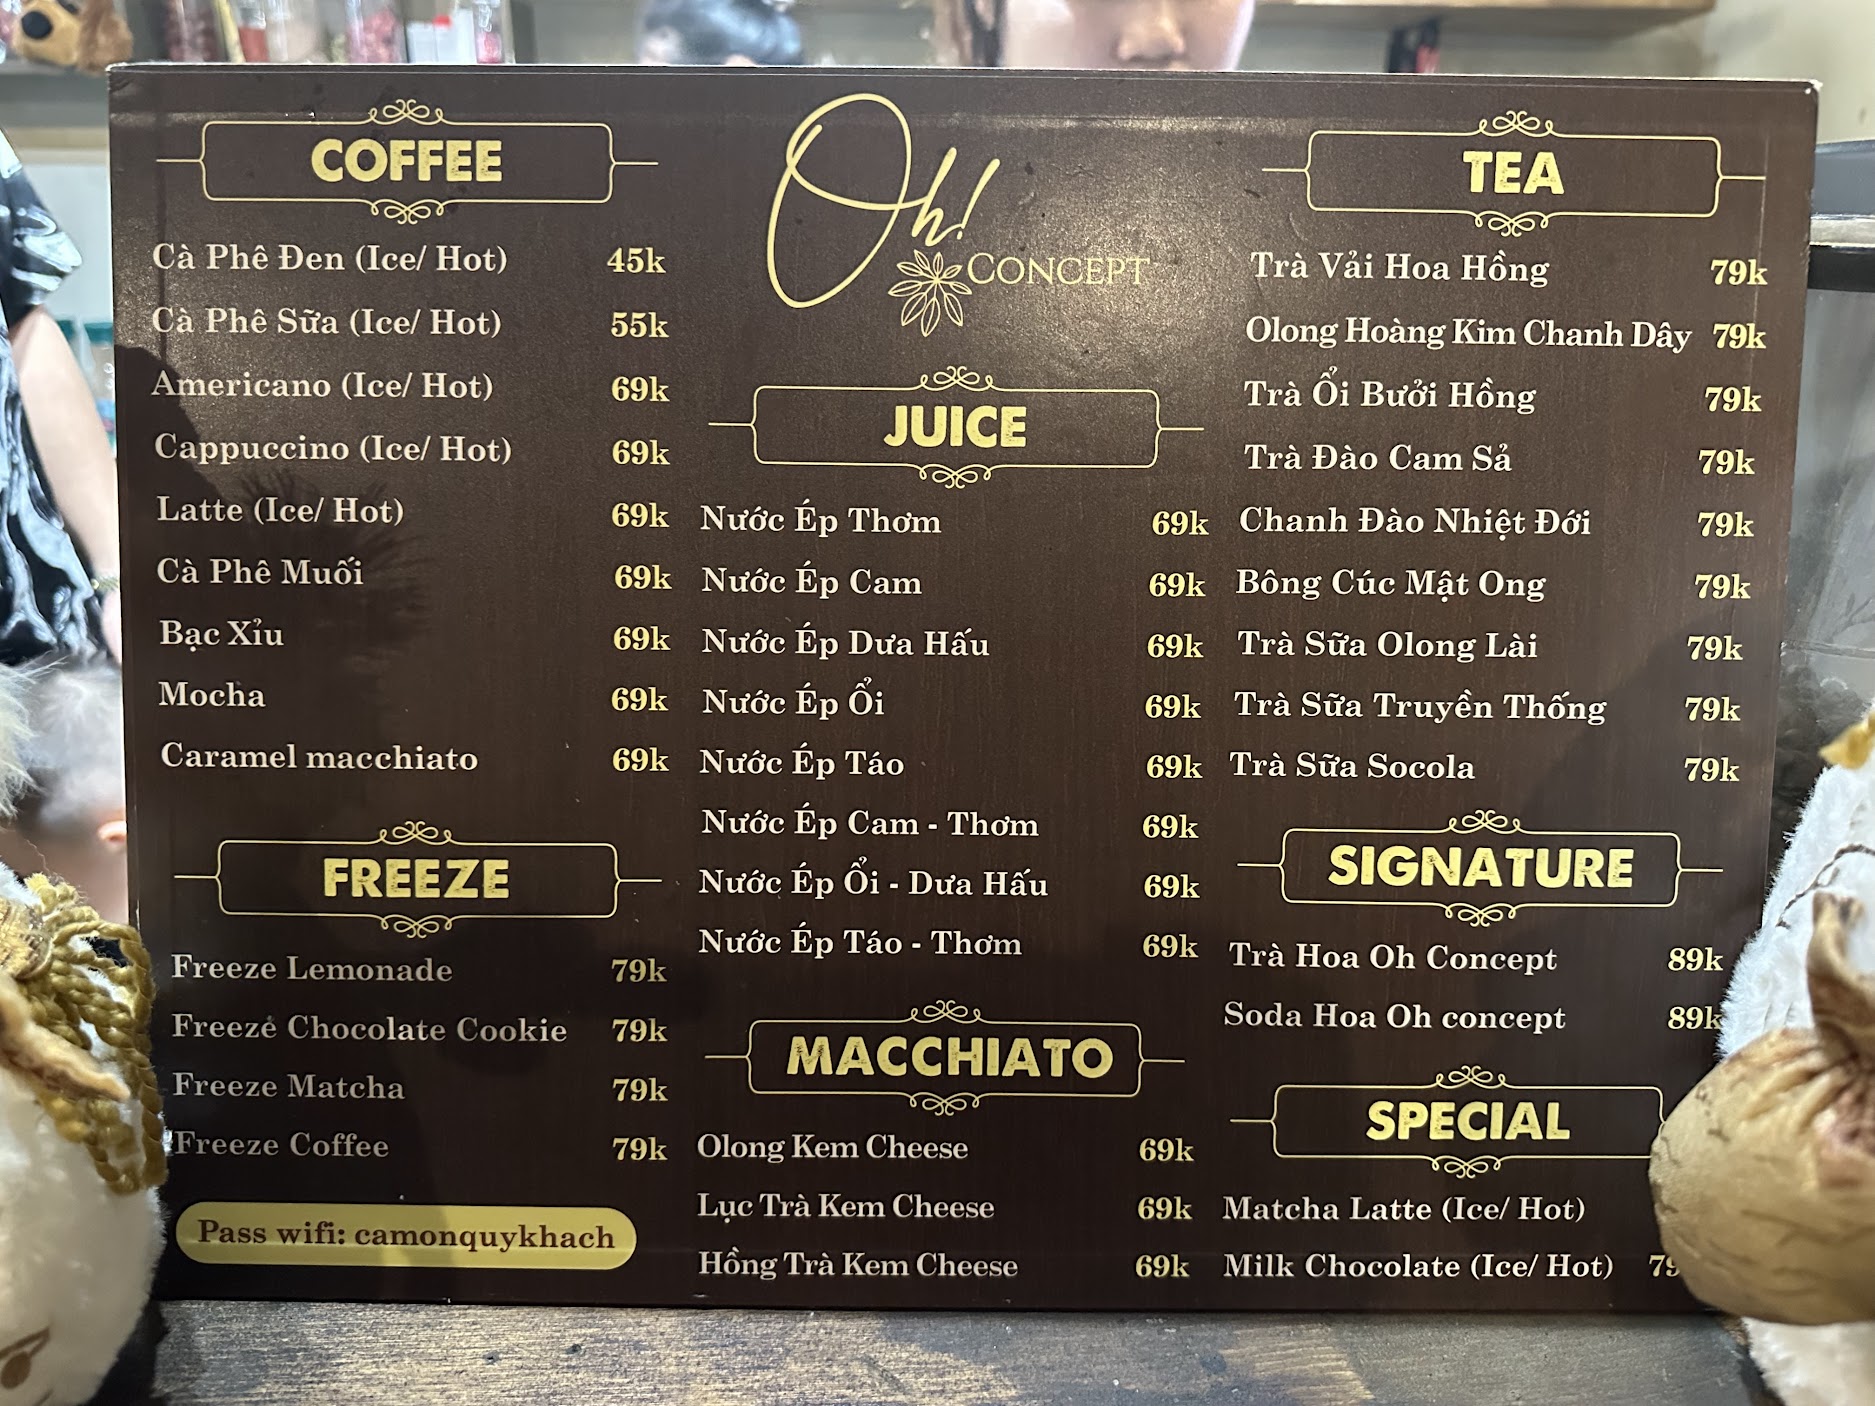 COFFEE
Cà Phê Đen (Ice/ Hot) 45k
Cà Phê Sữa (Ice/ Hot) 55k
Americano (Ice/ Hot) 69k
Cappuccino (Ice/ Hot) 69k
Latte (Ice/ Hot) 69k
Cà Phê Muối 69k
Bạc Xỉu 69k
Mocha 69k
Caramel macchiato 69k
FREEZE
Freeze Lemonade 79k
Freeze Chocolate Cookie 79k
Freeze Matcha 79k
Freeze Coffee 79k
Pass wifi: camonquykhach
Oh!
CONCEPT
JUICE
Nước Ép Thơm 69k
Nước Ép Cam 69k
Nước Ép Dưa Hấu 69k
Nước Ép Ổi 69k
Nước Ép Táo 69k
Nước Ép Cam - Thơm 69k
Nước Ép Ổi - Dưa Hấu 69k
Nước Ép Táo - Thơm 69k
MACCHIATO
Olong Kem Cheese 69k
Lục Trà Kem Cheese 69k
Hồng Trà Kem Cheese 69k
TEA
Trà Vải Hoa Hồng 79k
Olong Hoàng Kim Chanh Dây 79k
Trà Ổi Bưởi Hồng 79k
Trà Đào Cam Sả 79k
Chanh Đào Nhiệt Đới 79k
Bông Cúc Mật Ong 79k
Trà Sữa Olong Lài 79k
Trà Sữa Truyền Thống 79k
Trà Sữa Socola 79k
SIGNATURE
Trà Hoa Oh Concept 89k
Soda Hoa Oh concept 89k
SPECIAL
Matcha Latte (Ice/ Hot)
Milk Chocolate (Ice/ Hot)